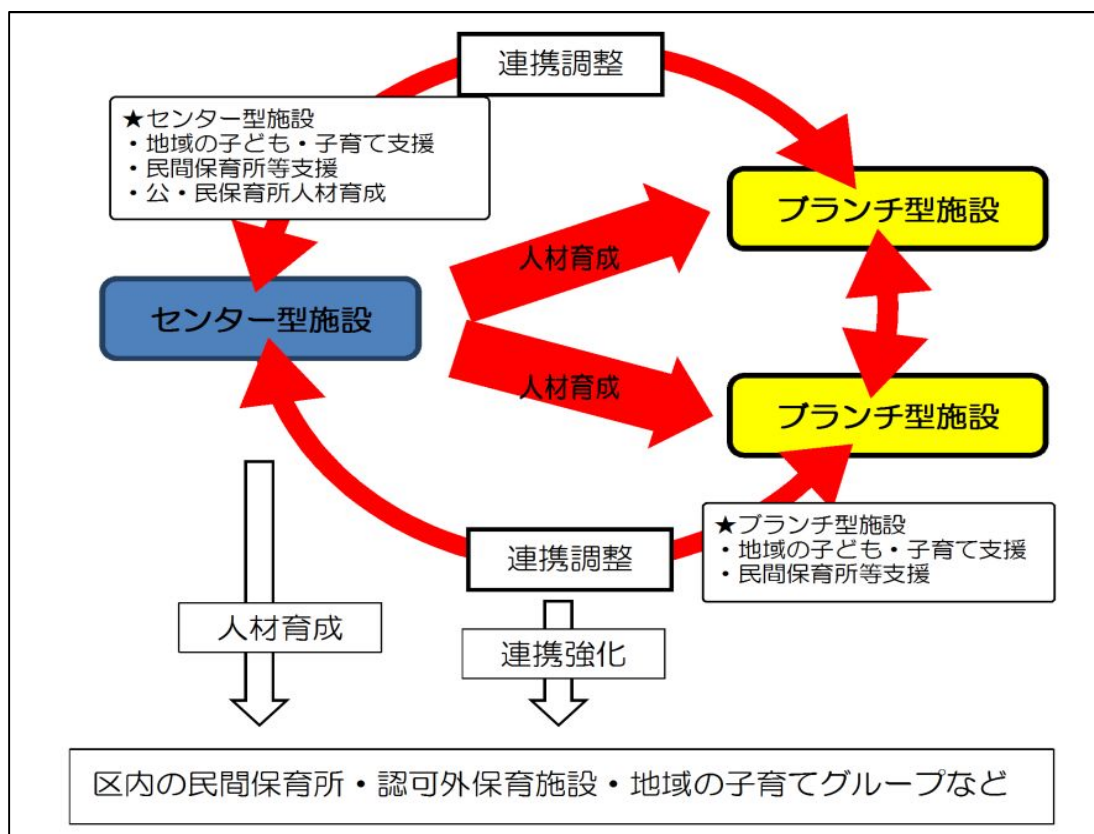 連携調整
★センター型施設
・地域の子ども・子育て支援
・民間保育所等支援
・公・民保育所人材育成
ブランチ型施設
人材育成
センター型施設
人材育成
ブランチ型施設
★ブランチ型施設
・地域の子ども・子育て支援
・民間保育所等支援
連携調整
人材育成
連携強化
区内の民間保育所・認可外保育施設・地域の子育てグループなど